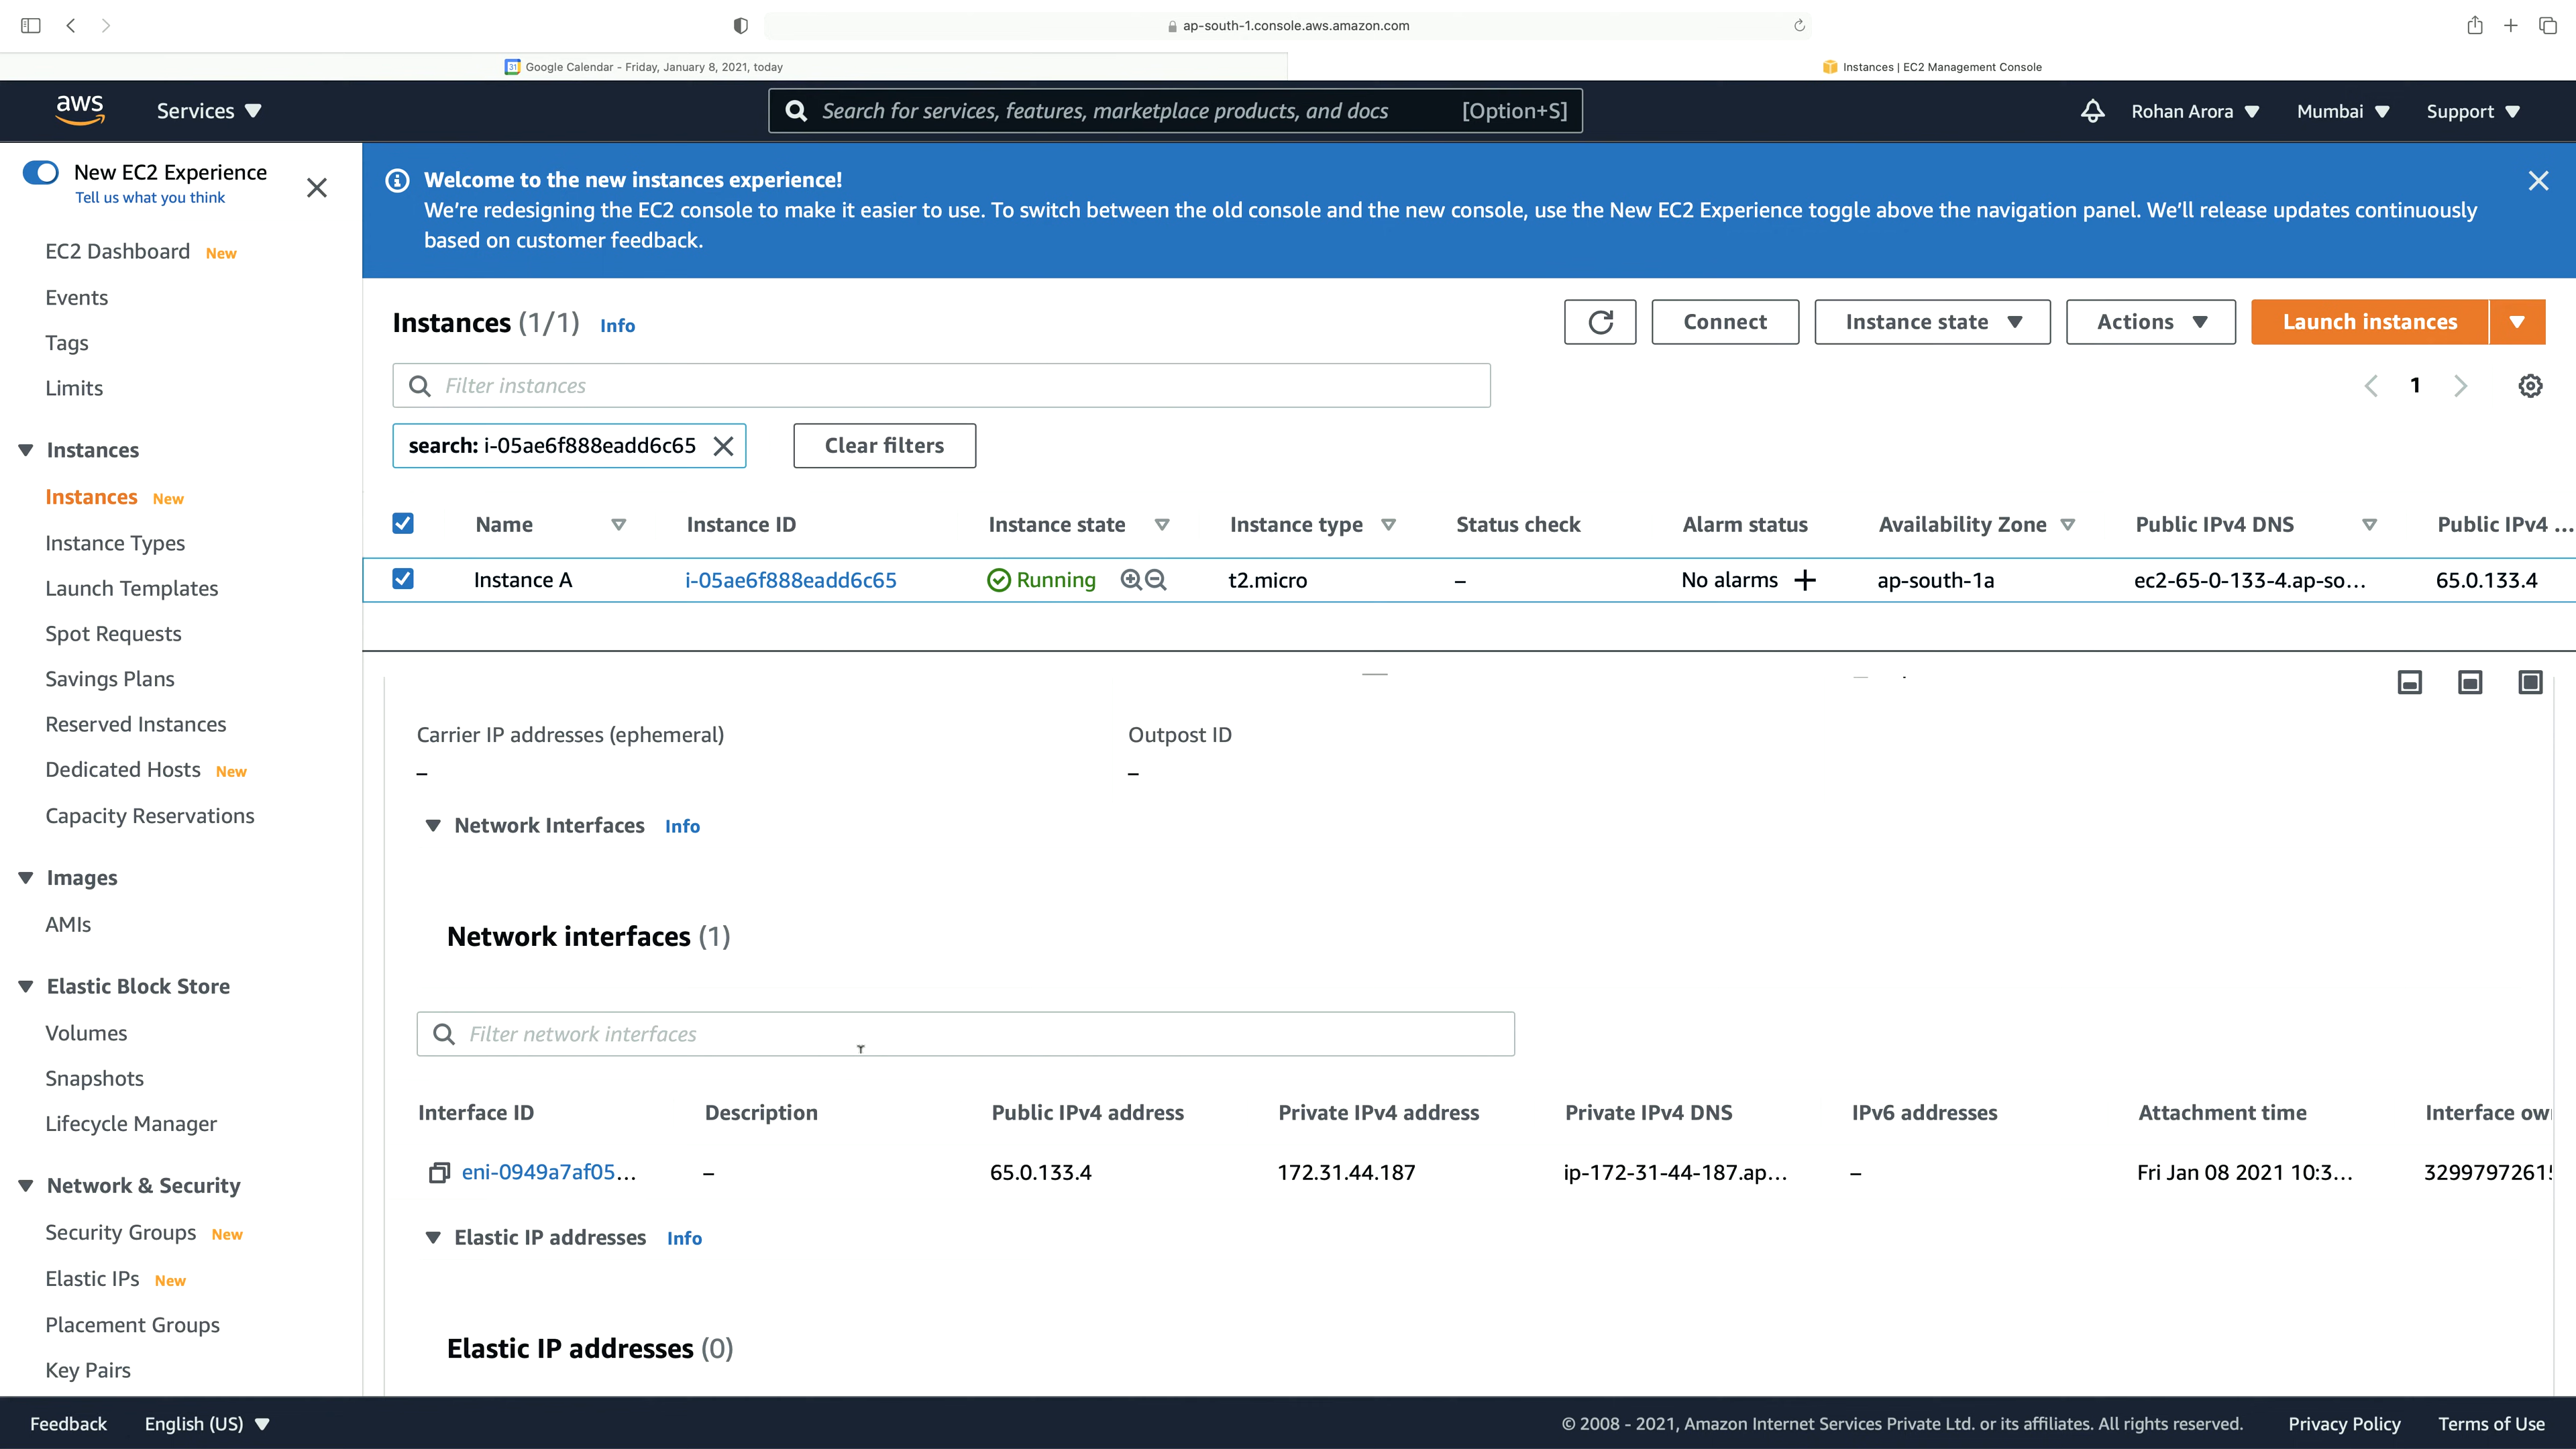 ap-south-1.console.aws.amazon.com
Google Calendar - Friday, January 8, 2021, today
Instances | EC2 Management Console
aws
Services
Search for services, features, marketplace products, and docs
[Option+S]
Rohan Arora
Mumbai
Support
New EC2 Experience
Tell us what you think
EC2 Dashboard New
Events
Tags
Limits
Instances
Instances New
Instance Types
Launch Templates
Spot Requests
Savings Plans
Reserved Instances
Dedicated Hosts New
Capacity Reservations
Images
AMIs
Elastic Block Store
Volumes
Snapshots
Lifecycle Manager
Network & Security
Security Groups New
Elastic IPs New
Placement Groups
Key Pairs
Welcome to the new instances experience!
We're redesigning the EC2 console to make it easier to use. To switch between the old console and the new console, use the New EC2 Experience toggle above the navigation panel. We'll release updates continuously
based on customer feedback.
Instances (1/1) Info
Connect
Instance state
Actions
Launch instances
Filter instances
1
search: i-05ae6f888eadd6c65
Clear filters
Name Instance ID Instance state Instance type Status check Alarm status Availability Zone Public IPv4 DNS Public IPv4 ...
Instance A i-05ae6f888eadd6c65 Running t2.micro – No alarms ap-south-1a ec2-65-0-133-4.ap-so... 65.0.133.4
Carrier IP addresses (ephemeral) Outpost ID
– –
Network Interfaces Info
Network interfaces (1)
Filter network interfaces
Interface ID Description Public IPv4 address Private IPv4 address Private IPv4 DNS IPv6 addresses Attachment time Interface ow
eni-0949a7af05... – 65.0.133.4 172.31.44.187 ip-172-31-44-187.ap... – Fri Jan 08 2021 10:3... 32997972615
Elastic IP addresses Info
Elastic IP addresses (0)
Feedback
English (US)
© 2008 - 2021, Amazon Internet Services Private Ltd. or its affiliates. All rights reserved.
Privacy Policy
Terms of Use